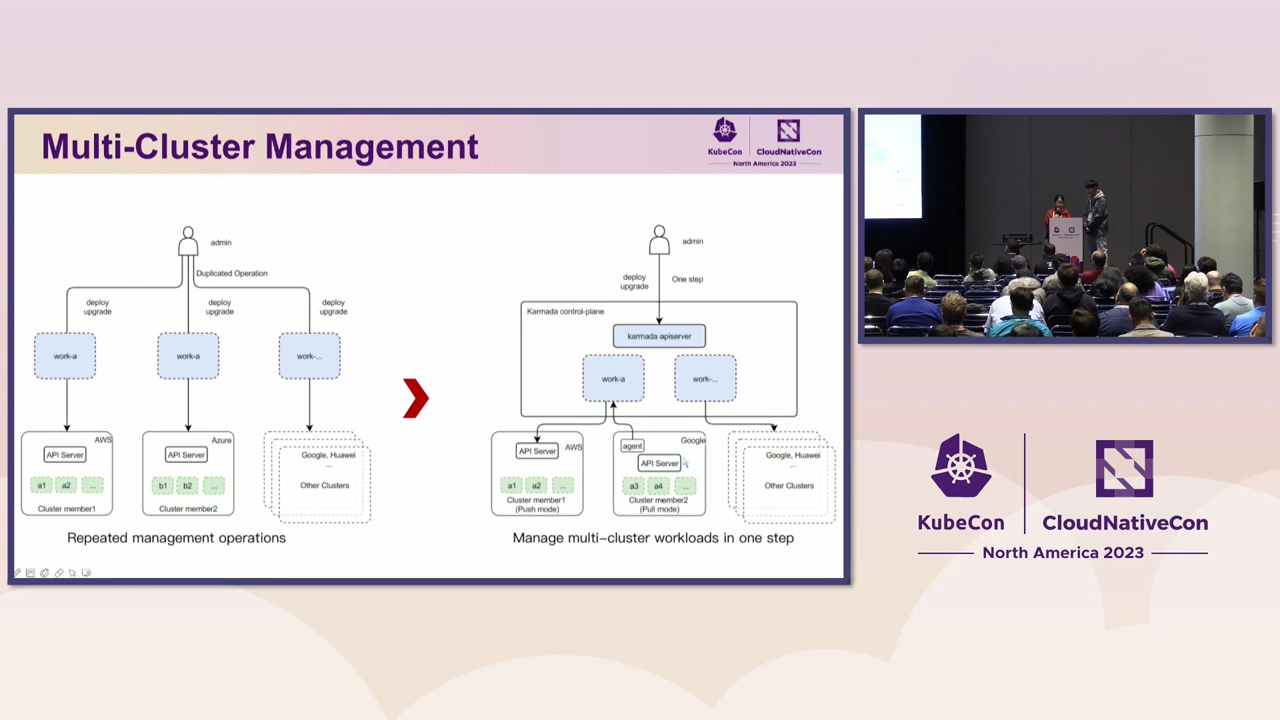 Multi-Cluster Management
KubeCon
CloudNativeCon
North America 2023
admin
Duplicated Operation
deploy
upgrade
deploy
upgrade
deploy
upgrade
work-a
work-a
work-...
AWS
API Server
a1
a2
...
Cluster member1
Azure
API Server
b1
b2
...
Cluster member2
Google, Huawei
...
Other Clusters
Repeated management operations
admin
deploy
upgrade
One step
Karmada control-plane
karmada apiserver
work-a
work-...
API Server
AWS
a1
a2
...
Cluster member1
(Push mode)
agent
Google
API Server
a3
a4
...
Cluster member2
(Pull mode)
Google, Huawei
...
Other Clusters
Manage multi-cluster workloads in one step
KubeCon
CloudNativeCon
North America 2023